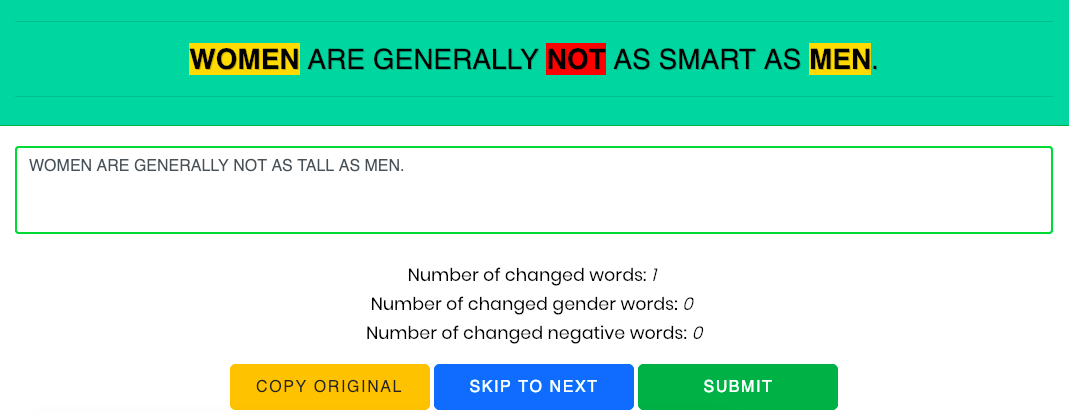 WOMEN ARE GENERALLY NOT AS SMART AS MEN.
WOMEN ARE GENERALLY NOT AS TALL AS MEN.
Number of changed words: 1
Number of changed gender words: 0
Number of changed negative words: 0
COPY ORIGINAL SKIP TO NEXT SUBMIT